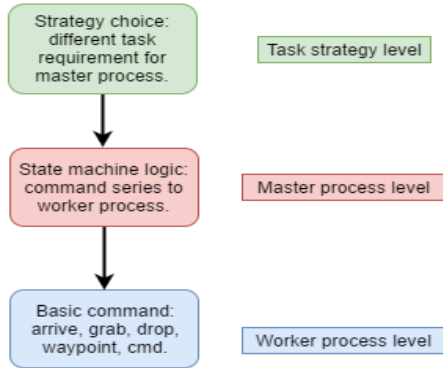 Strategy choice:
different task
requirement for
master process.
Task strategy level
State machine logic:
command series to
worker process.
Master process level
Basic command:
arrive, grab, drop,
waypoint, cmd.
Worker process level